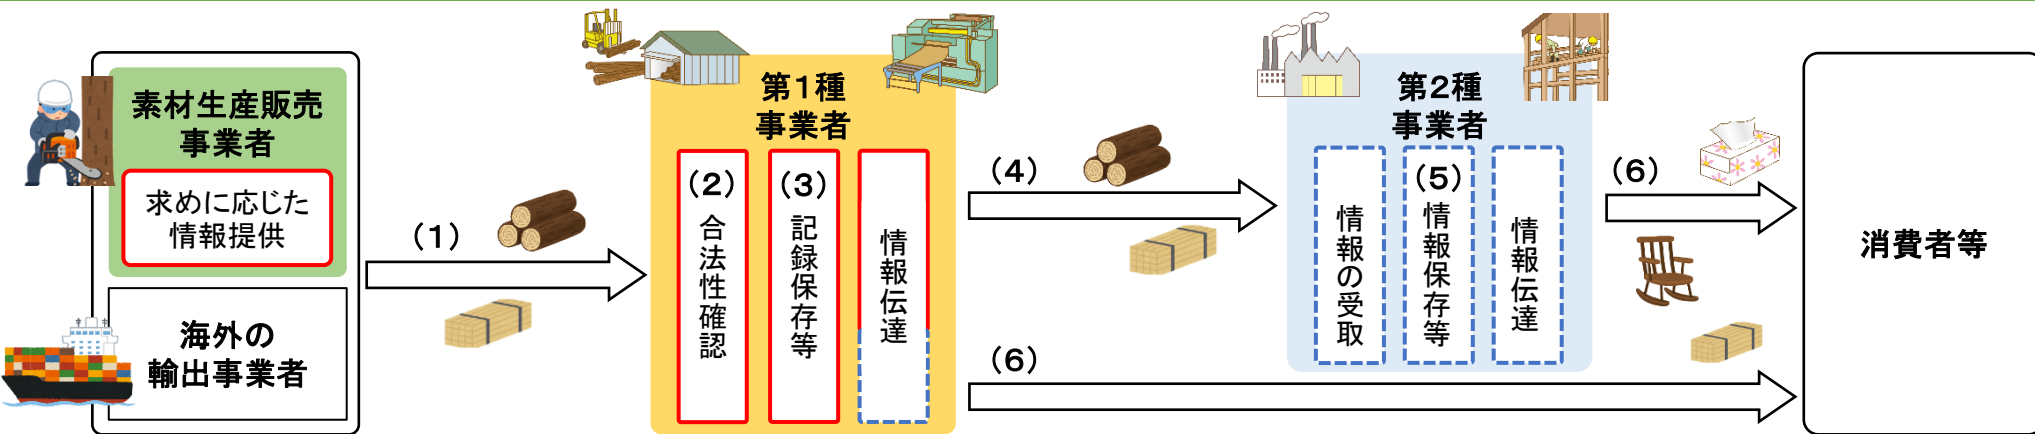 素材生産販売
事業者
求めに応じた
情報提供
海外の
輸出事業者
(1)
第1種
事業者
(2)
合法性確認
(3)
記録保存等
情報伝達
(4)
(6)
第2種
事業者
情報の受取
(5)
情報保存等
情報伝達
(6)
消費者等